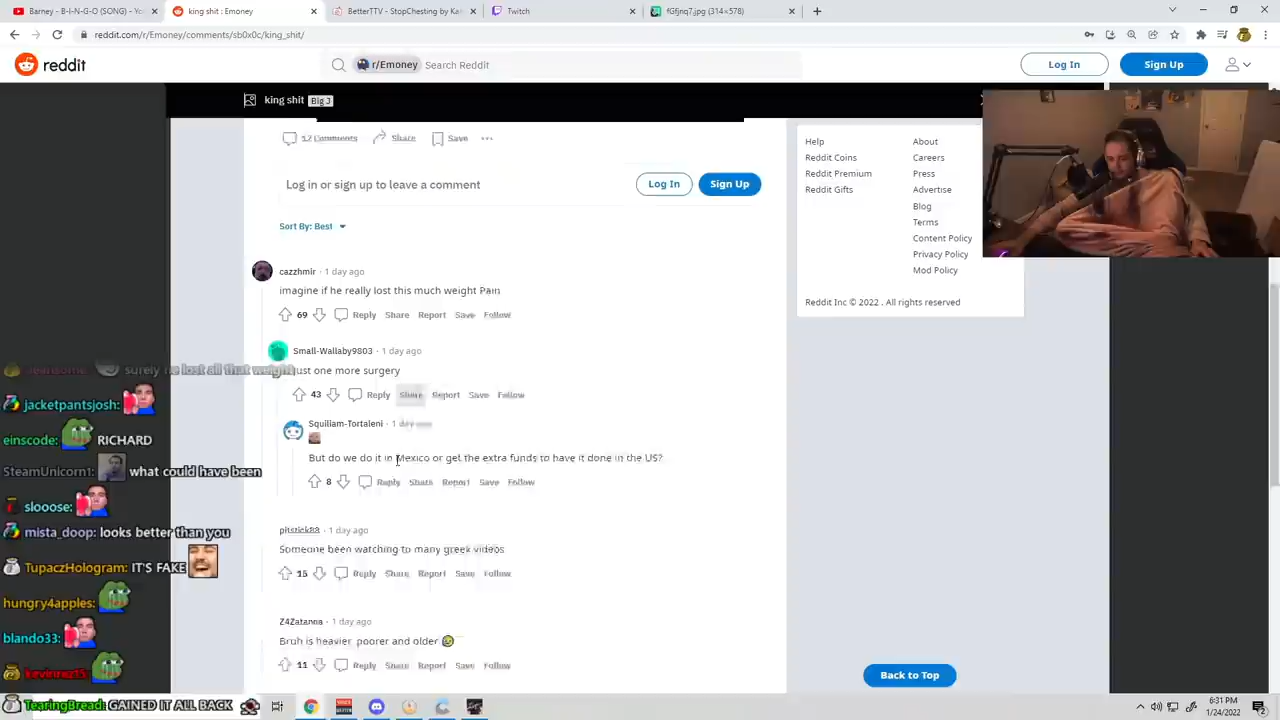 Barney - B-I-N-G-O (SONG) - Yo
king shit : Emoney
BetterTTV - StopChesting by Ka
Twitch
fGfjnq7.jpg (314×578)
reddit.com/r/Emoney/comments/sb0x0c/king_shit/
reddit
r/Emoney
Search Reddit
Log In
Sign Up
king shit
Big J
12 Comments
Share
Save
Log in or sign up to leave a comment
Log In
Sign Up
Sort By: Best
cazzhmir · 1 day ago
imagine if he really lost this much weight Pain
69 Reply Share Report Save Follow
Small-Wallaby9803 · 1 day ago
ust one more surgery
43 Reply Share Report Save Follow
Squiliam-Tortaleni · 1 day ago
But do we do it in Mexico or get the extra funds to have it done in the US?
8 Reply Share Report Save Follow
pitstick88 · 1 day ago
Someone been watching to many greek videos
15 Reply Share Report Save Follow
Z4Zatanna · 1 day ago
Bruh is heavier, poorer and older
11 Reply Share Report Save Follow
Help
Reddit Coins
Reddit Premium
Reddit Gifts
About
Careers
Press
Advertise
Blog
Terms
Content Policy
Privacy Policy
Mod Policy
Reddit Inc © 2022 . All rights reserved
Back to Top
surely he lost all that weight
jacketpantsjosh:
einscode: RICHARD
SteamUnicorn1: what could have been
slooose:
mista_doop: looks better than you
TupaczHologram: IT'S FAKE
hungry4apples:
blando33:
TearingBread: GAINED IT ALL BACK
6:31 PM
1/24/2022